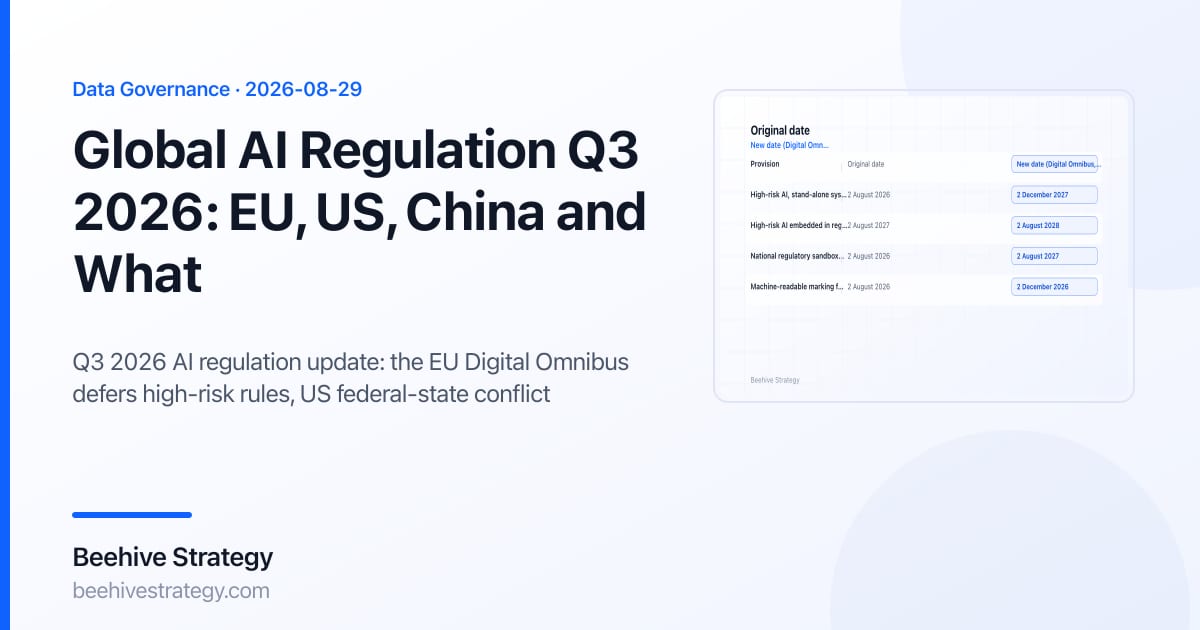 Data Governance · 2026-08-29
Global AI Regulation Q3
2026: EU, US, China and
What
Q3 2026 AI regulation update: the EU Digital Omnibus
defers high-risk rules, US federal-state conflict
Beehive Strategy
beehivestrategy.com
Original date
New date (Digital Omn...
Provision Original date New date (Digital Omnibus,...
High-risk AI, stand-alone sys... 2 August 2026 2 December 2027
High-risk AI embedded in reg... 2 August 2027 2 August 2028
National regulatory sandbox... 2 August 2026 2 August 2027
Machine-readable marking f... 2 August 2026 2 December 2026
Beehive Strategy